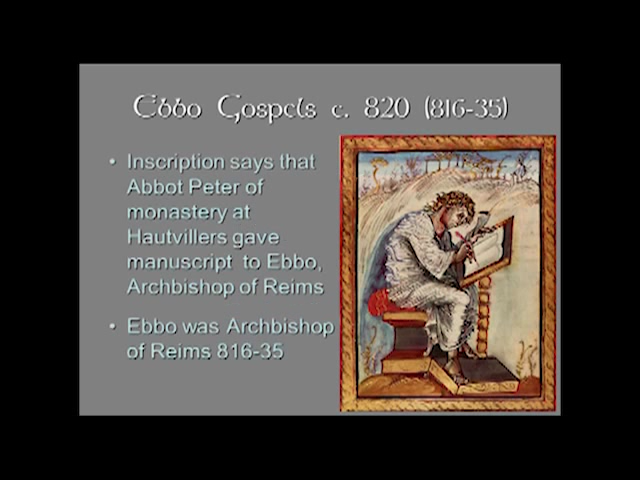 Ebbo Gospels c. 820 (816-35)
• Inscription says that
Abbot Peter of
monastery at
Hautvillers gave
manuscript to Ebbo,
Archbishop of Reims
• Ebbo was Archbishop
of Reims 816-35